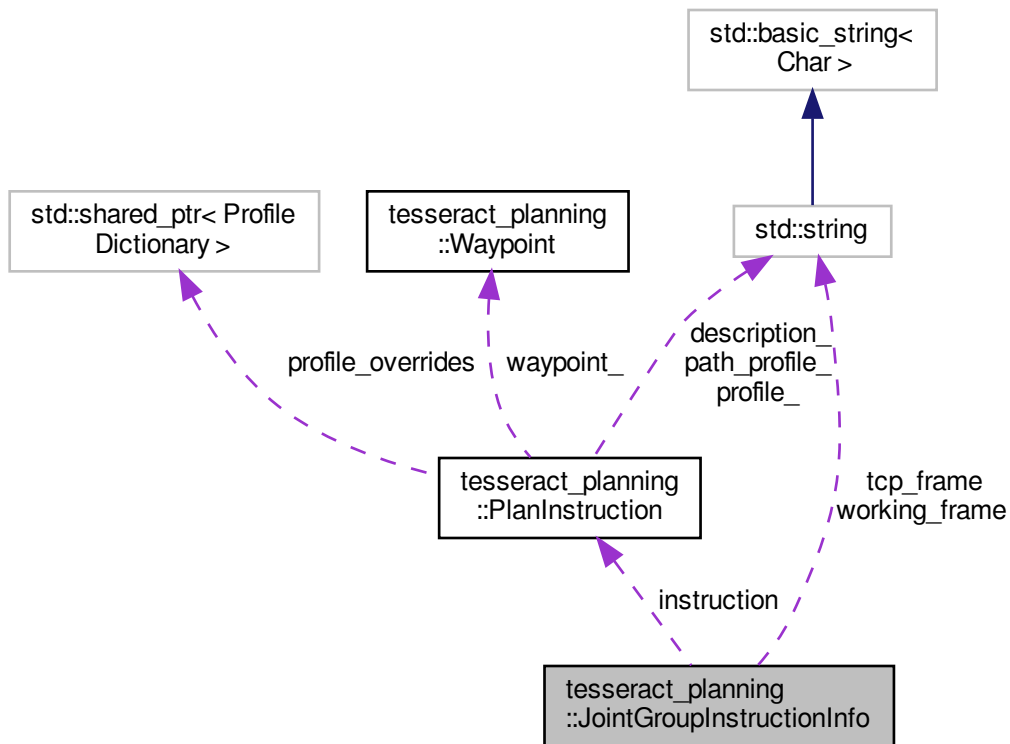 std::basic_string<
Char >
std::shared_ptr< Profile
Dictionary >
tesseract_planning
::Waypoint
std::string
profile_overrides
waypoint_
description_
path_profile_
profile_
tesseract_planning
::PlanInstruction
tcp_frame
working_frame
instruction
tesseract_planning
::JointGroupInstructionInfo